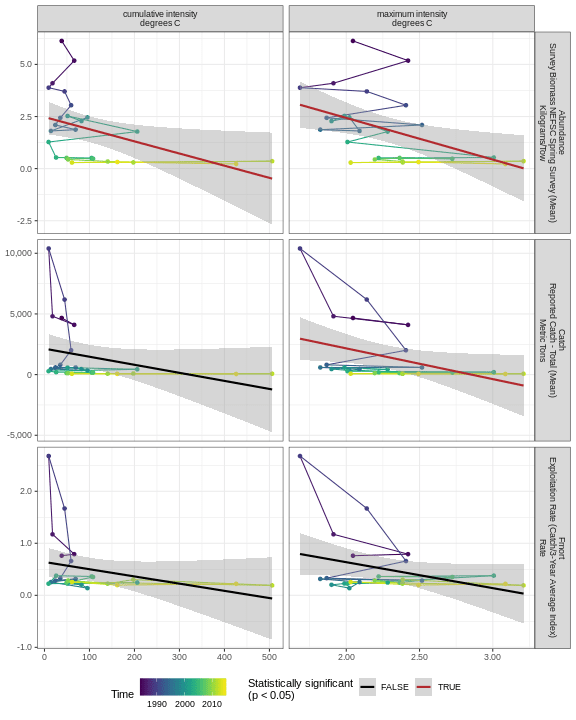 cumulative intensity
degrees C
maximum intensity
degrees C
5.0
2.5
0.0
-2.5
Abundance
Survey Biomass NEFSC Spring Survey (Mean)
Kilograms/Tow
10,000
5,000
0
-5,000
Catch
Reported Catch - Total (Mean)
Metric Tons
2.0
1.0
0.0
-1.0
Fmort
Exploitation Rate (Catch/3-Year Average Index)
Rate
0 100 200 300 400 500
2.00 2.50 3.00
Time
1990 2000 2010
Statistically significant
(p < 0.05)
FALSE
TRUE